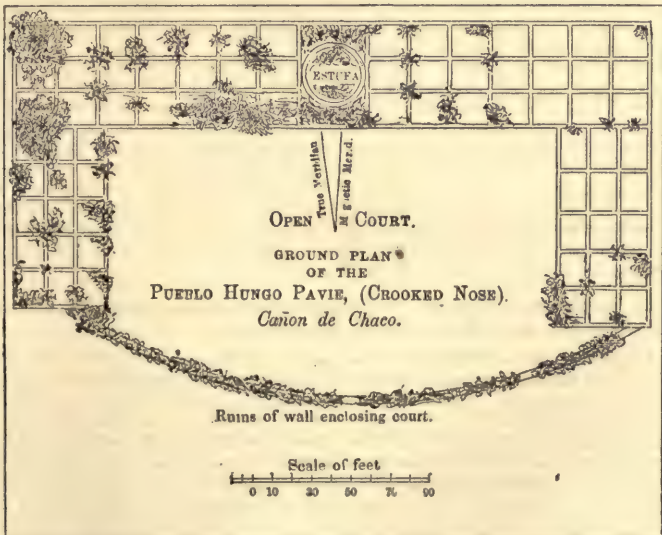 ESTUFA
True Meridian
Magnetic Merid.
OPEN COURT.
GROUND PLAN
OF THE
PUEBLO HUNGO PAVIE, (CROOKED NOSE).
Cañon de Chaco.
Ruins of wall enclosing court.
Scale of feet
0 10 30 50 70 90